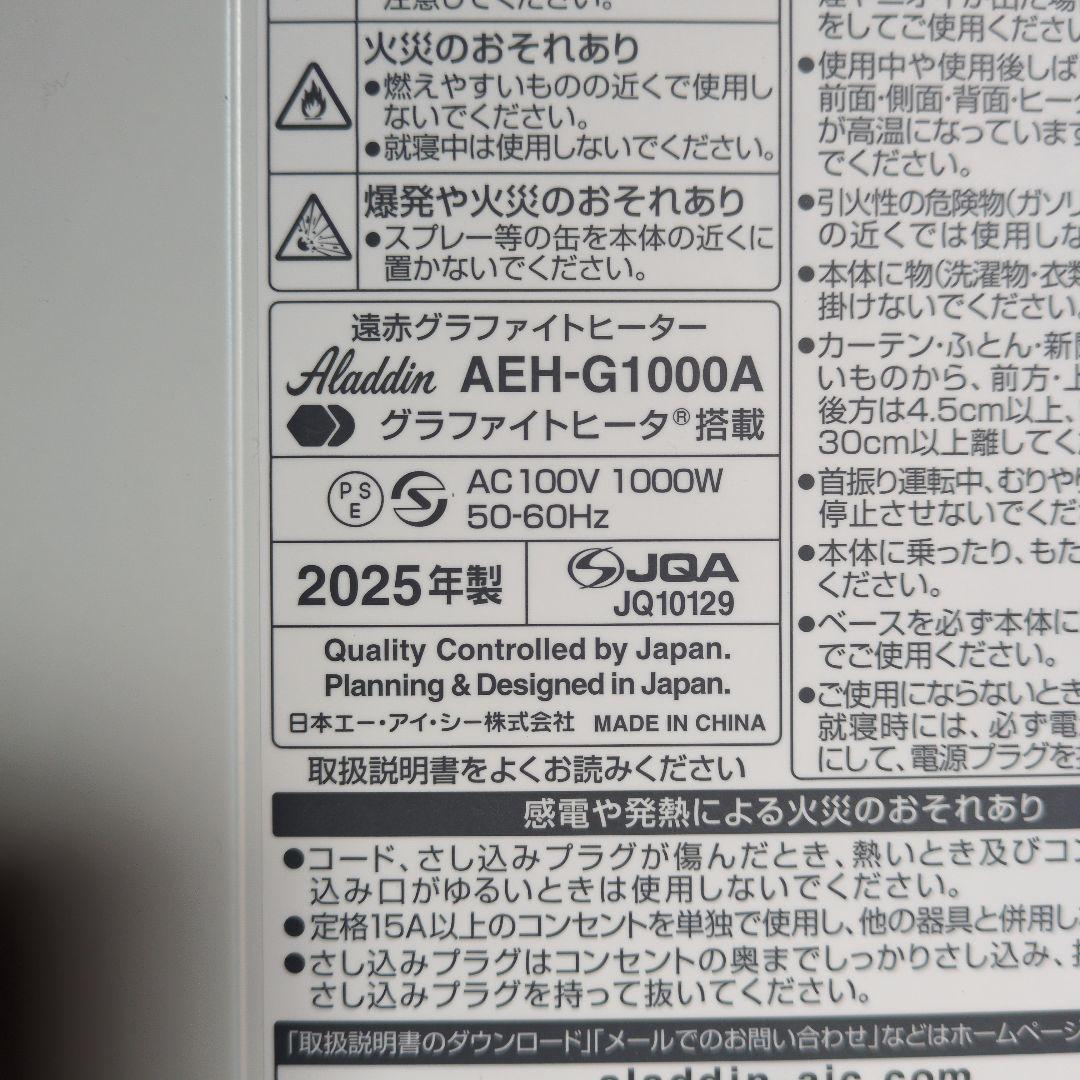 注意してください。
火災のおそれあり
●燃えやすいものの近くで使用し
ないでください。
●就寝中は使用しないでください。
爆発や火災のおそれあり
●スプレー等の缶を本体の近くに
置かないでください。
遠赤グラファイトヒーター
Aladdin AEH-G1000A
グラファイトヒータ®搭載
PSE
AC100V 1000W
50-60Hz
2025年製
JQA
JQ10129
Quality Controlled by Japan.
Planning & Designed in Japan.
日本エー・アイ・シー株式会社 MADE IN CHINA
取扱説明書をよくお読みください
をしてご使用ください
●使用中や使用後しば
前面・側面・背面・ヒー
が高温になっています
でください。
●引火性の危険物(ガソリ
の近くでは使用しな
●本体に物(洗濯物・衣類
掛けないでください。
●カーテン・ふとん・新聞
いものから、前方・上
後方は4.5cm以上、
30cm以上離してく
●首振り運転中、むりや
停止させないでくだ
●本体に乗ったり、もた
ください。
●ベースを必ず本体に
でご使用ください。
●ご使用にならないとき
就寝時には、必ず電
にして、電源プラグを
感電や発熱による火災のおそれあり
●コード、さし込みプラグが傷んだとき、熱いとき及びコン
込み口がゆるいときは使用しないでください。
●定格15A以上のコンセントを単独で使用し、他の器具と併用し
●さし込みプラグはコンセントの奥までしっかりさし込み、
さし込みプラグを持って抜いてください。
「取扱説明書のダウンロード」「メールでのお問い合わせ」などはホームページ
aladdin-aic.com